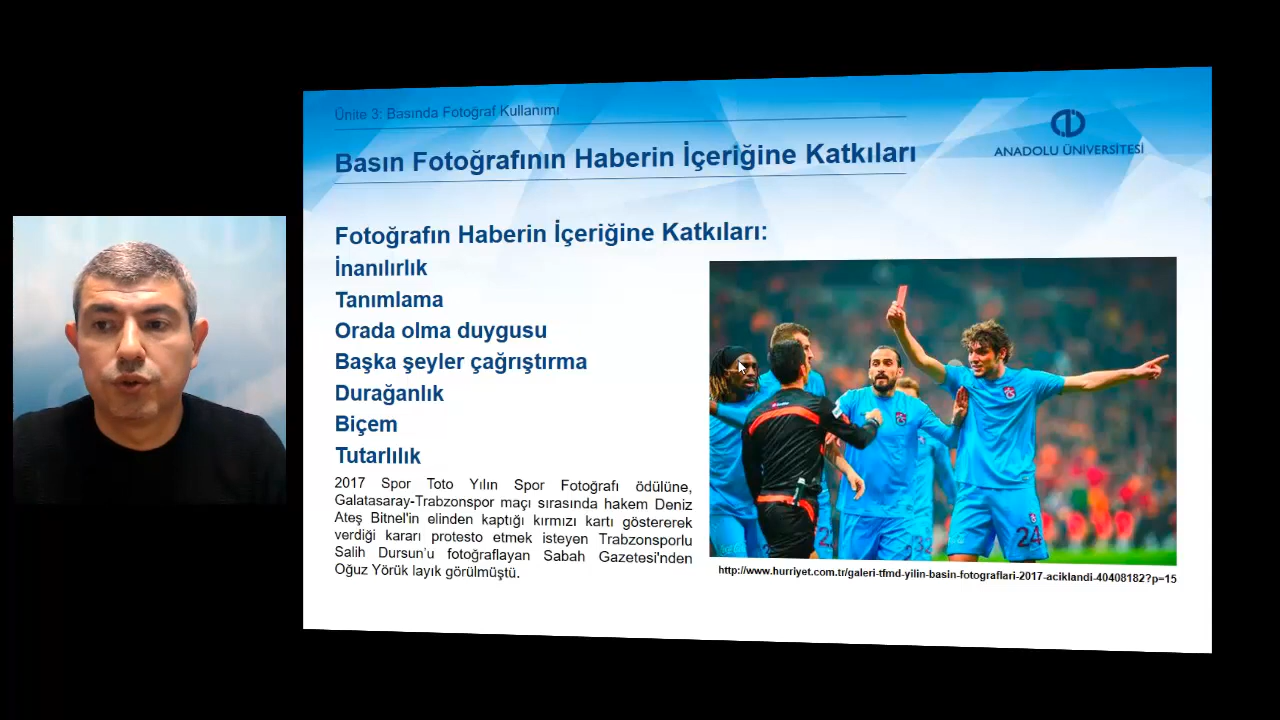 Ünite 3: Basında Fotoğraf Kullanımı
Basın Fotoğrafının Haberin İçeriğine Katkıları
ANADOLU ÜNİVERSİTESİ
Fotoğrafın Haberin İçeriğine Katkıları:
İnanılırlık
Tanımlama
Orada olma duygusu
Başka şeyler çağrıştırma
Durağanlık
Biçem
Tutarlılık
2017 Spor Toto Yılın Spor Fotoğrafı ödülüne,
Galatasaray-Trabzonspor maçı sırasında hakem Deniz
Ateş Bitnel'in elinden kaptığı kırmızı kartı göstererek
verdiği kararı protesto etmek isteyen Trabzonsporlu
Salih Dursun'u fotoğraflayan Sabah Gazetesi'nden
Oğuz Yörük layık görülmüştü.
24
http://www.hurriyet.com.tr/galeri-tfmd-yilin-basin-fotograflari-2017-aciklandi-40408182?p=15